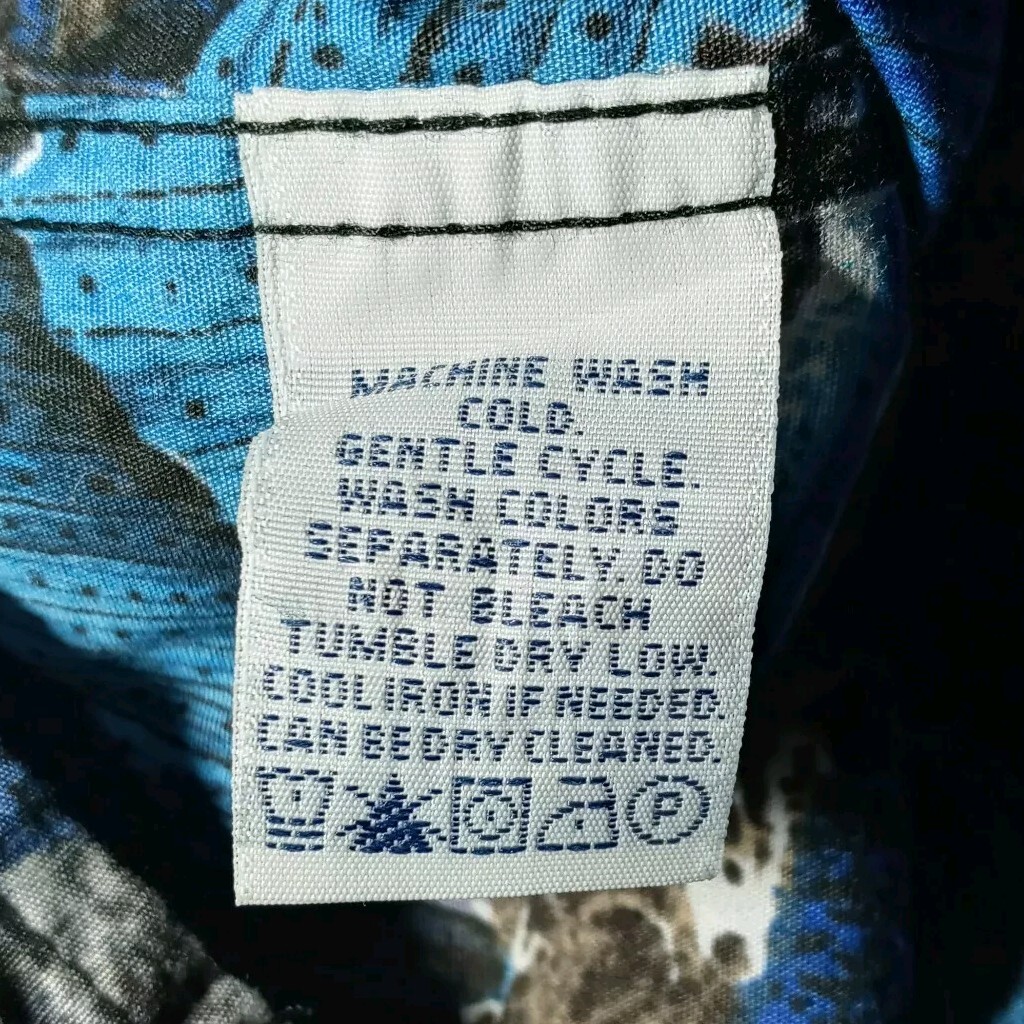 MACHINE WASH
COLD.
GENTLE CYCLE.
WASH COLORS
SEPARATELY. DO
NOT BLEACH
TUMBLE DRY LOW.
COOL IRON IF NEEDED.
CAN BE DRY CLEANED.
P